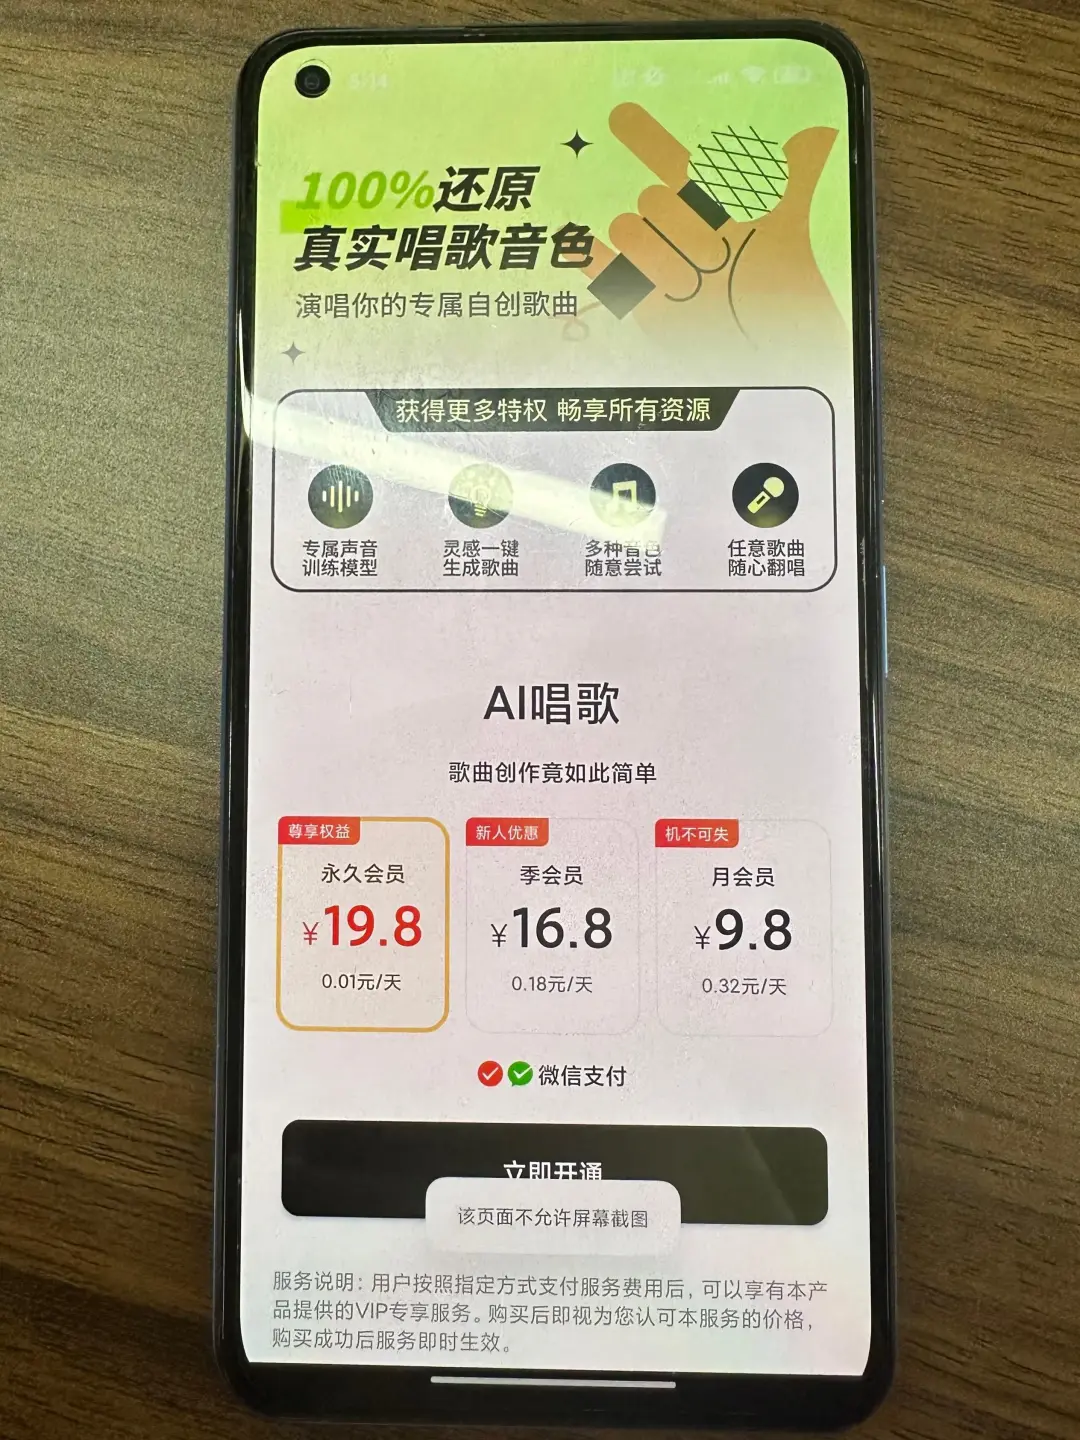 100%还原
真实唱歌音色
演唱你的专属自创歌曲
获得更多特权 畅享所有资源
专属声音
训练模型
灵感一键
生成歌曲
多种音色
随意尝试
任意歌曲
随心翻唱
AI唱歌
歌曲创作竟如此简单
尊享权益
永久会员
¥19.8
0.01元/天
新人优惠
季会员
¥16.8
0.18元/天
机不可失
月会员
¥9.8
0.32元/天
微信支付
立即开通
该页面不允许屏幕截图
服务说明：用户按照指定方式支付服务费用后，可以享有本产
品提供的VIP专享服务。购买后即视为您认可本服务的价格，
购买成功后服务即时生效。